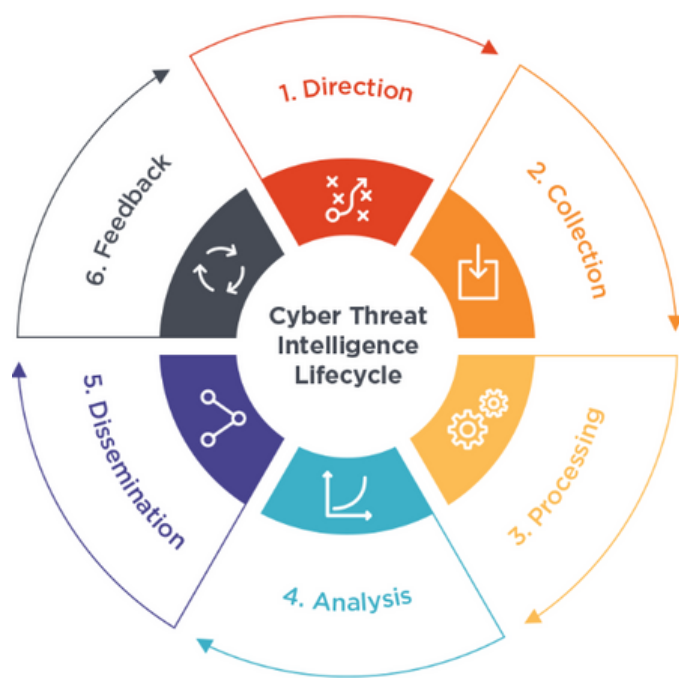 1. Direction
2. Collection
3. Processing
4. Analysis
5. Dissemination
6. Feedback
Cyber Threat
Intelligence
Lifecycle